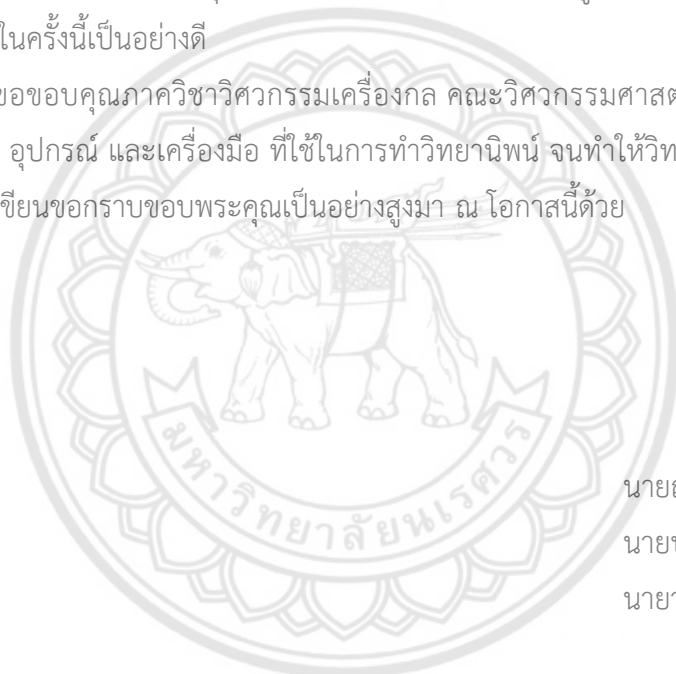 ในครั้งนี้เป็นอย่างดี
ขอขอบคุณภาควิชาวิศวกรรมเครื่องกล คณะวิศวกรรมศาสต
อุปกรณ์ และเครื่องมือ ที่ใช้ในการทำวิทยานิพน์ จนทำให้วิท
เขียนขอกราบขอบพระคุณเป็นอย่างสูงมา ณ โอกาสนี้ด้วย
มหาวิทยาลัยนเรศวร
นาย
นาย
นาย